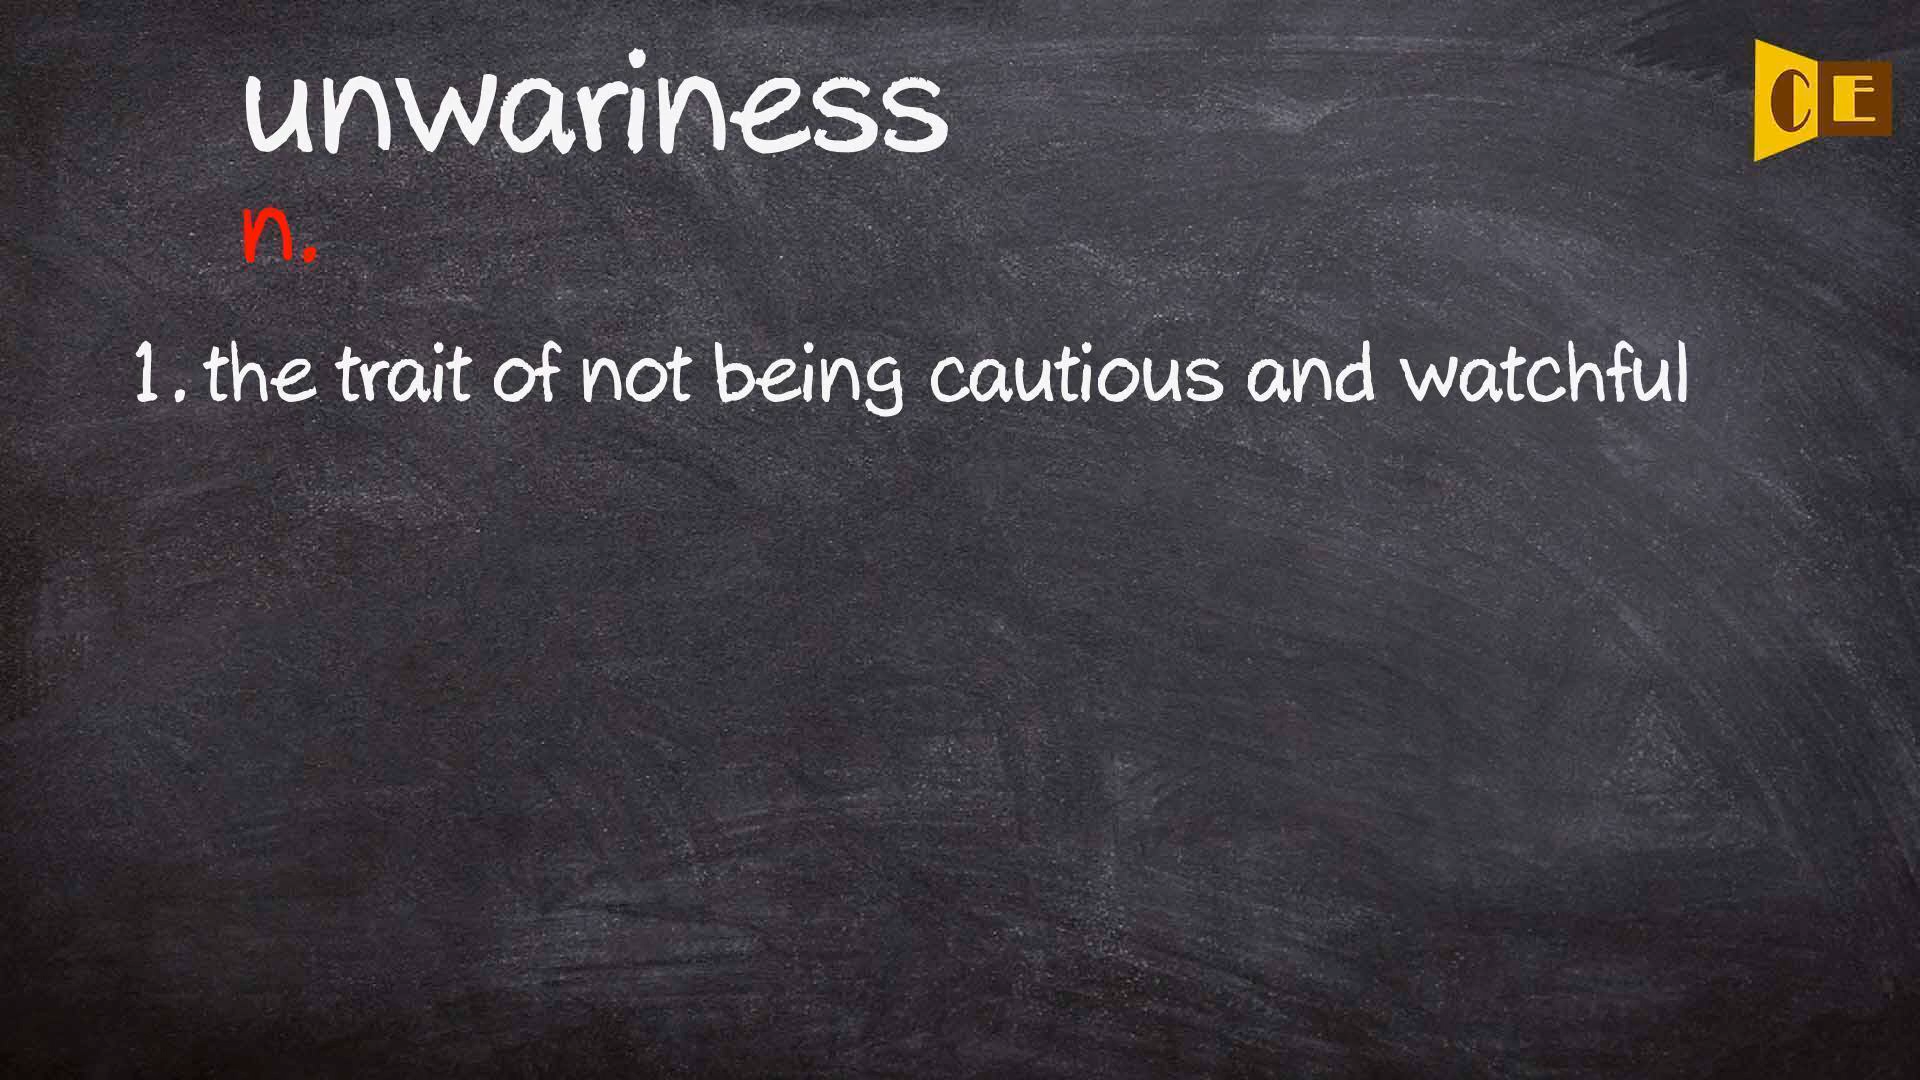 unwariness
CE
n.
1. the trait of not being cautious and watchful